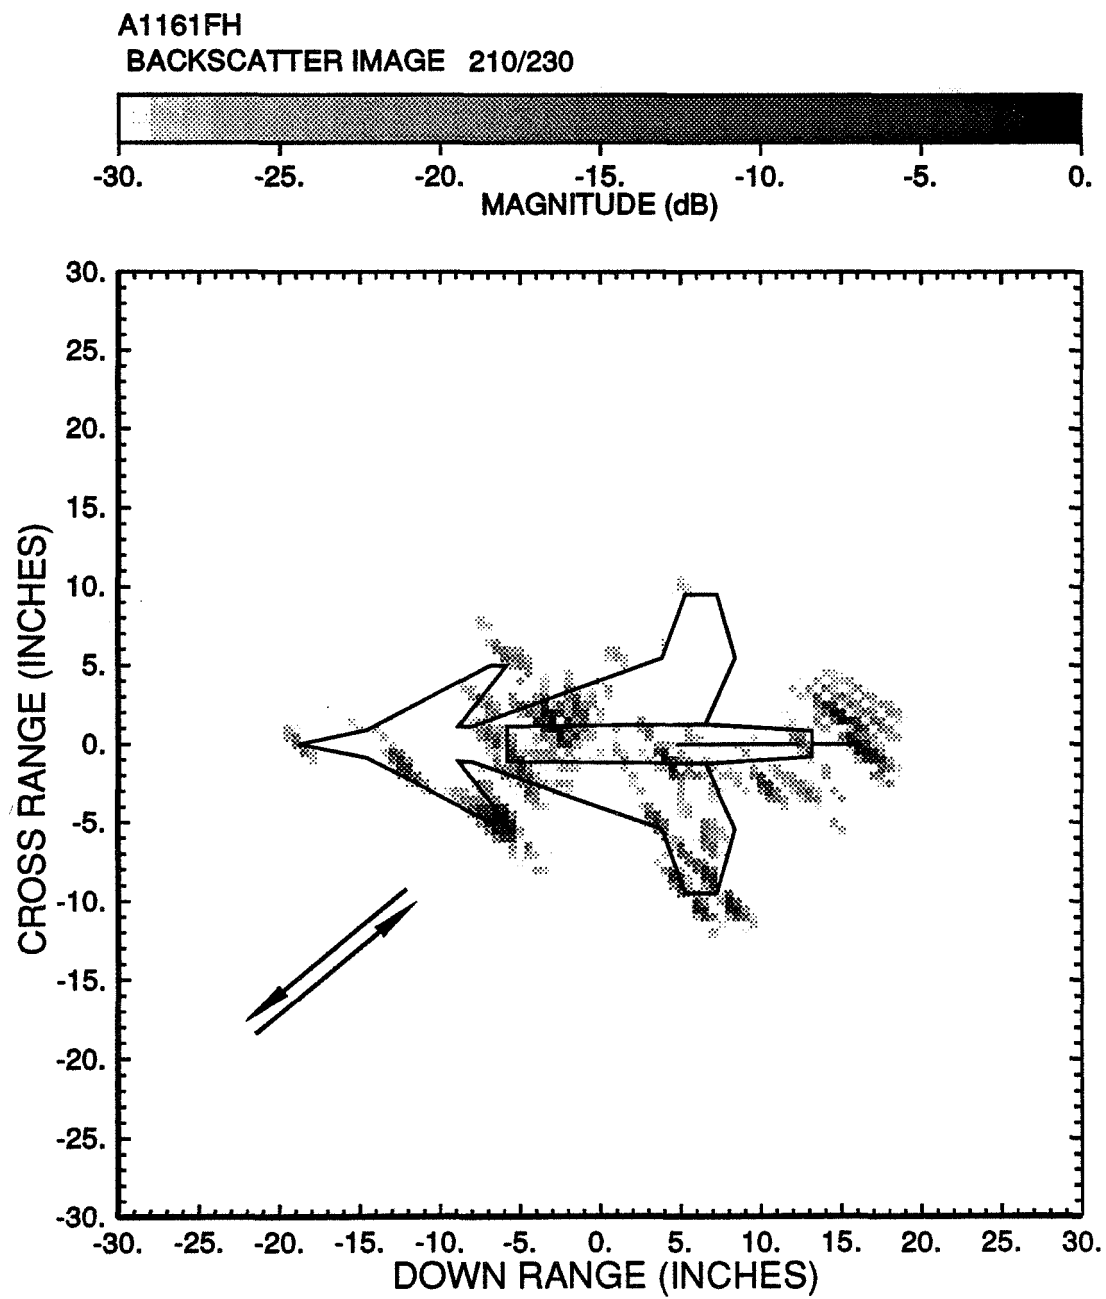 A1161FH
BACKSCATTER IMAGE 210/230
-30. -25. -20. -15. -10. -5. 0.
MAGNITUDE (dB)
30.
25.
20.
15.
10.
5.
0.
-5.
-10.
-15.
-20.
-25.
-30.
CROSS RANGE (INCHES)
-30. -25. -20. -15. -10. -5. 0. 5. 10. 15. 20. 25. 30.
DOWN RANGE (INCHES)